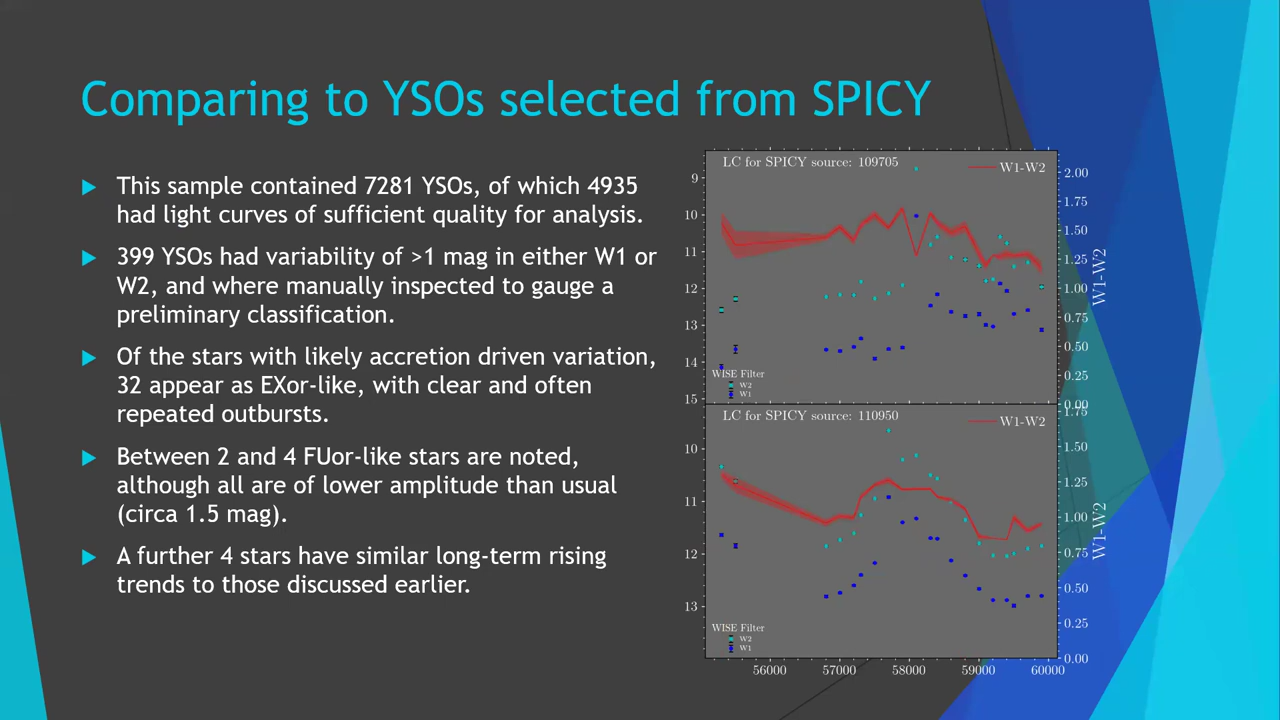 Comparing to YSOs selected from SPICY
This sample contained 7281 YSOs, of which 4935
had light curves of sufficient quality for analysis.
399 YSOs had variability of >1 mag in either W1 or
W2, and where manually inspected to gauge a
preliminary classification.
Of the stars with likely accretion driven variation,
32 appear as EXor-like, with clear and often
repeated outbursts.
Between 2 and 4 FUor-like stars are noted,
although all are of lower amplitude than usual
(circa 1.5 mag).
A further 4 stars have similar long-term rising
trends to those discussed earlier.
LC for SPICY source: 109705
W1-W2
9
10
11
12
13
14
15
2.00
1.75
1.50
1.25
1.00
0.75
0.50
0.25
0.00
W1-W2
WISE Filter
W2
W1
LC for SPICY source: 110950
W1-W2
10
11
12
13
1.75
1.50
1.25
1.00
0.75
0.50
0.25
0.00
W1-W2
WISE Filter
W2
W1
56000
57000
58000
59000
60000